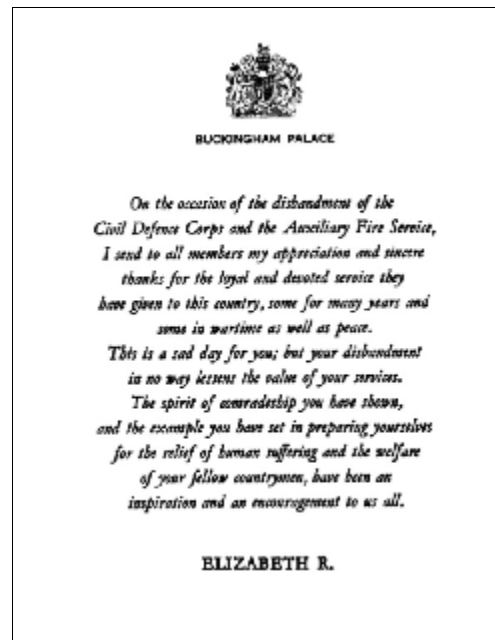 BUCKINGHAM PALACE
On the occasion of the disbandment of the
Civil Defence Corps and the Auxiliary Fire Service,
I send to all members my appreciation and sincere
thanks for the loyal and devoted service they
have given to this country, some for many years and
some in wartime as well as peace.
This is a sad day for you; but your disbandment
in no way lessens the value of your services.
The spirit of comradeship you have shown,
and the example you have set in preparing yourselves
for the relief of human suffering and the welfare
of your fellow countrymen, have been an
inspiration and an encouragement to us all.
ELIZABETH R.